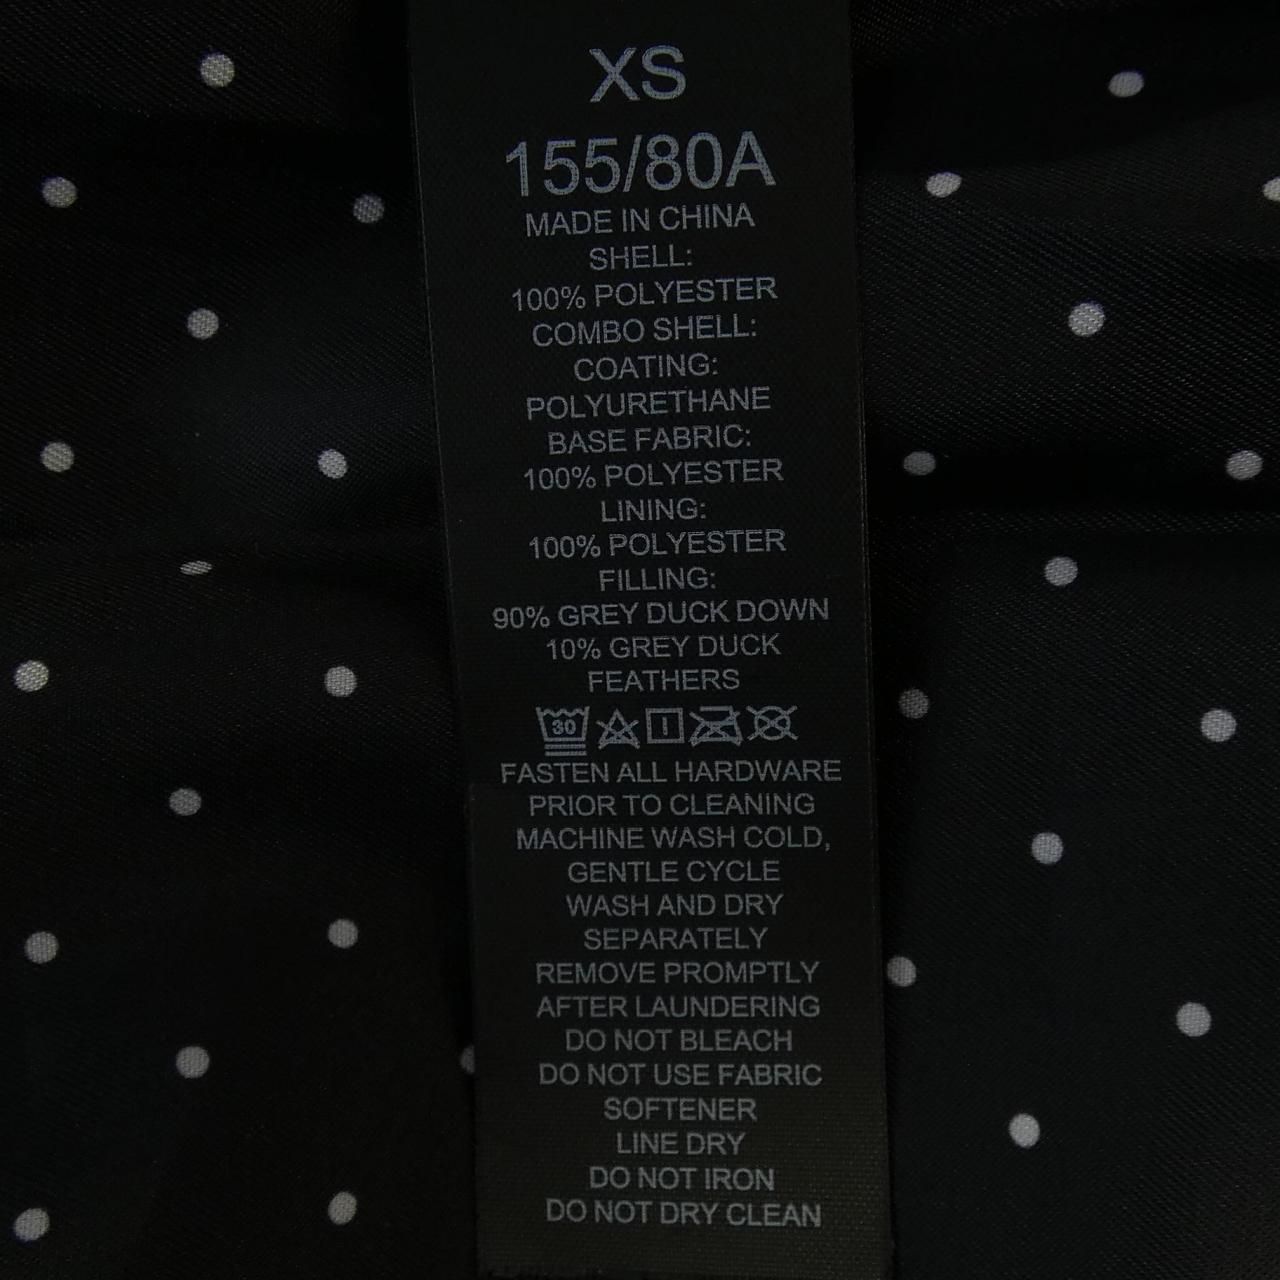 XS
155/80A
MADE IN CHINA
SHELL:
100% POLYESTER
COMBO SHELL:
COATING:
POLYURETHANE
BASE FABRIC:
100% POLYESTER
LINING:
100% POLYESTER
FILLING:
90% GREY DUCK DOWN
10% GREY DUCK
FEATHERS
30
FASTEN ALL HARDWARE
PRIOR TO CLEANING
MACHINE WASH COLD,
GENTLE CYCLE
WASH AND DRY
SEPARATELY
REMOVE PROMPTLY
AFTER LAUNDERING
DO NOT BLEACH
DO NOT USE FABRIC
SOFTENER
LINE DRY
DO NOT IRON
DO NOT DRY CLEAN